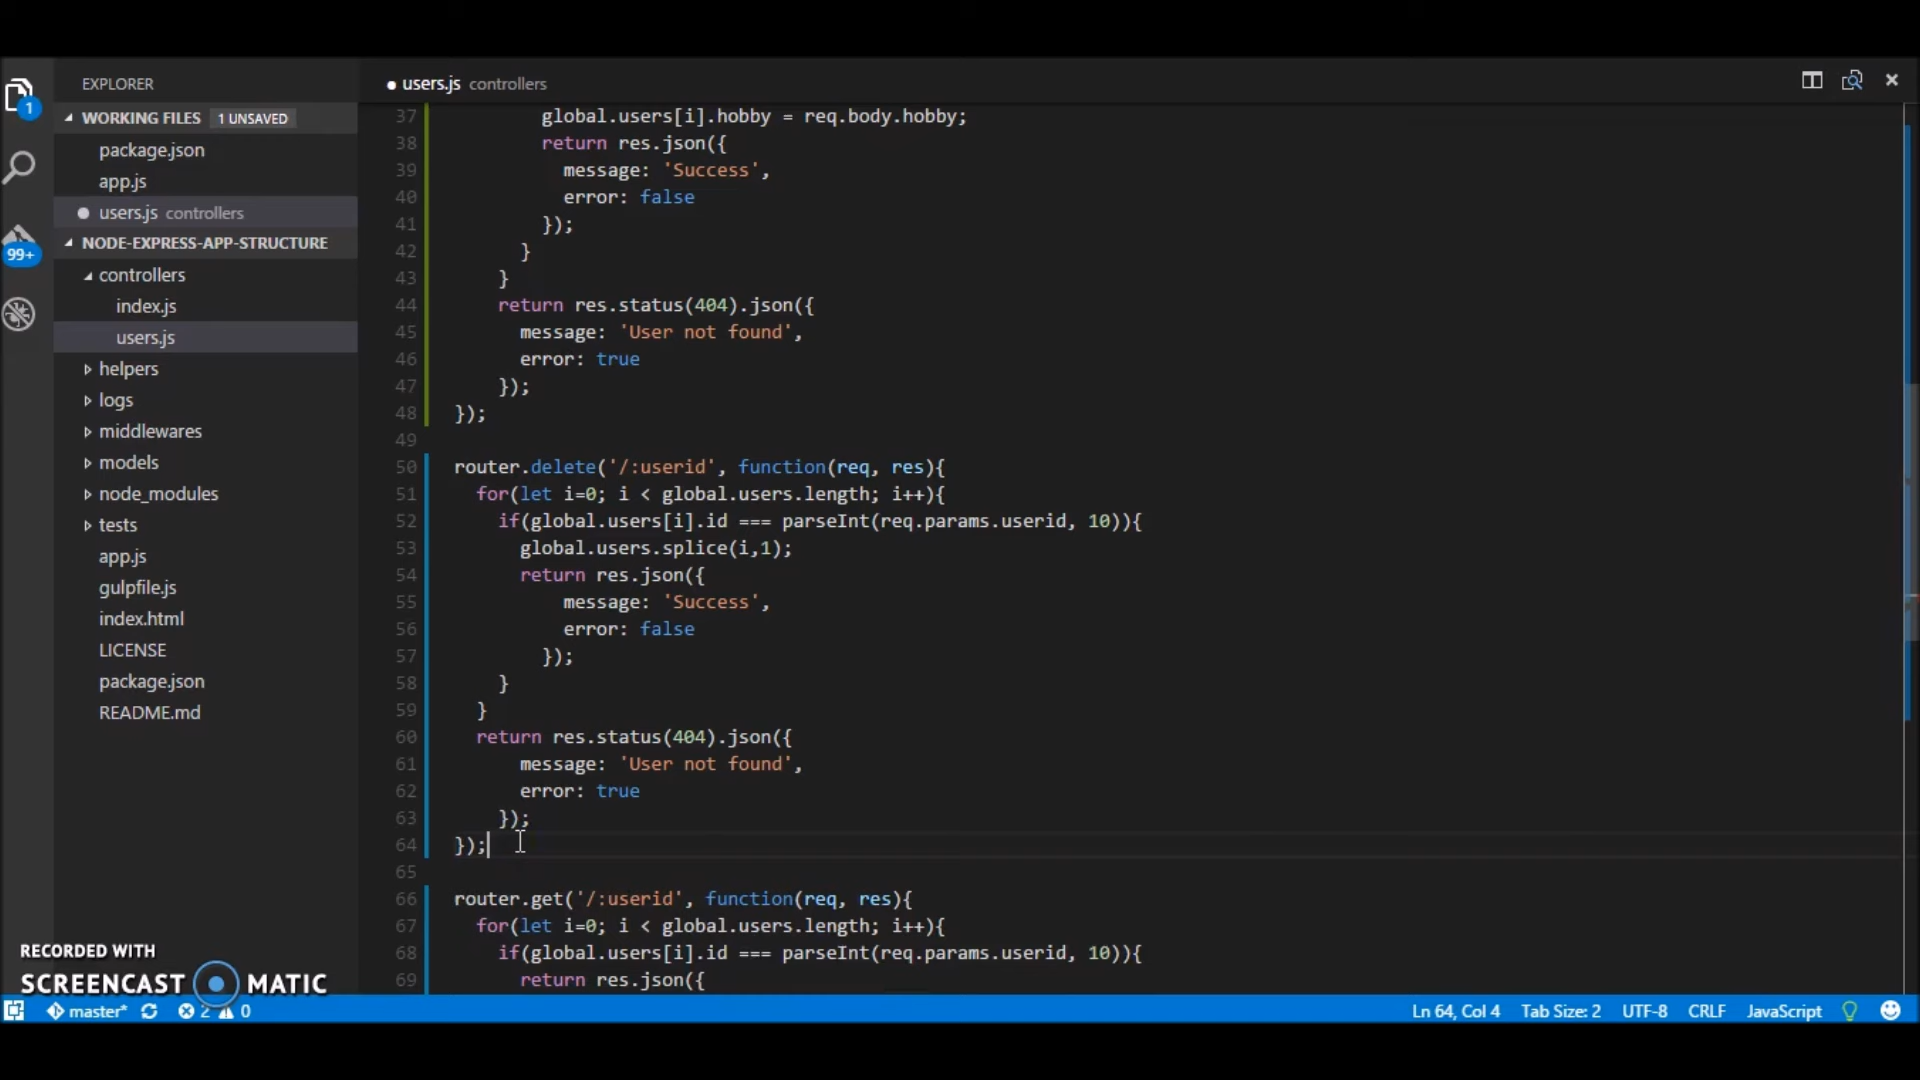 EXPLORER
WORKING FILES 1 UNSAVED
package.json
app.js
users.js controllers
NODE-EXPRESS-APP-STRUCTURE
controllers
index.js
users.js
helpers
logs
middlewares
models
node_modules
tests
app.js
gulpfile.js
index.html
LICENSE
package.json
README.md
1
99+
users.js controllers
37 global.users[i].hobby = req.body.hobby;
38 return res.json({
39 message: 'Success',
40 error: false
41 });
42 }
43 }
44 return res.status(404).json({
45 message: 'User not found',
46 error: true
47 });
48 });
49
50 router.delete('/:userid', function(req, res){
51 for(let i=0; i < global.users.length; i++){
52 if(global.users[i].id === parseInt(req.params.userid, 10)){
53 global.users.splice(i,1);
54 return res.json({
55 message: 'Success',
56 error: false
57 });
58 }
59 }
60 return res.status(404).json({
61 message: 'User not found',
62 error: true
63 });
64 });
65
66 router.get('/:userid', function(req, res){
67 for(let i=0; i < global.users.length; i++){
68 if(global.users[i].id === parseInt(req.params.userid, 10)){
69 return res.json({
RECORDED WITH
SCREENCAST MATIC
master* 2 0 Ln 64, Col 4 Tab Size: 2 UTF-8 CRLF JavaScript